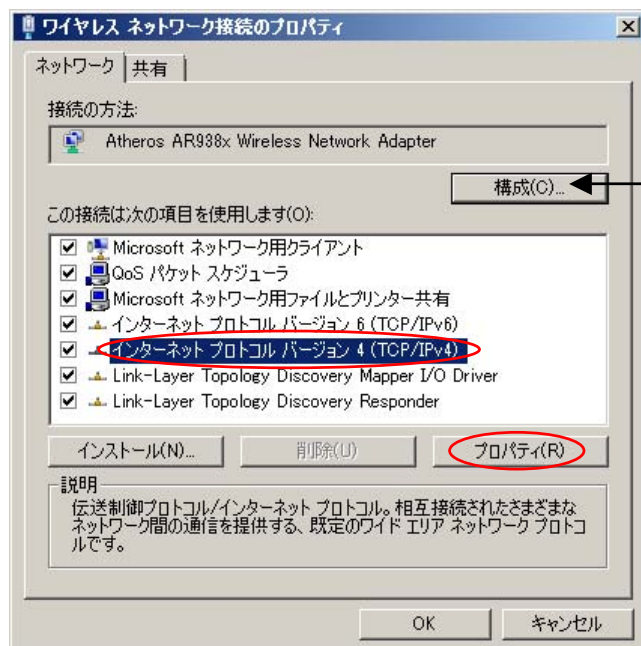 ワイヤレス ネットワーク接続のプロパティ
ネットワーク 共有
接続の方法:
Atheros AR938x Wireless Network Adapter
構成(C)...
この接続は次の項目を使用します(O):
Microsoft ネットワーク用クライアント
QoS パケット スケジューラ
Microsoft ネットワーク用ファイルとプリンター共有
インターネット プロトコル バージョン 6 (TCP/IPv6)
インターネット プロトコル バージョン 4 (TCP/IPv4)
Link-Layer Topology Discovery Mapper I/O Driver
Link-Layer Topology Discovery Responder
インストール(N)... 削除(U) プロパティ(R)
説明
伝送制御プロトコル/インターネット プロトコル。相互接続されたさまざまな
ネットワーク間の通信を提供する、既定のワイド エリア ネットワーク プロトコ
ルです。
OK キャンセル